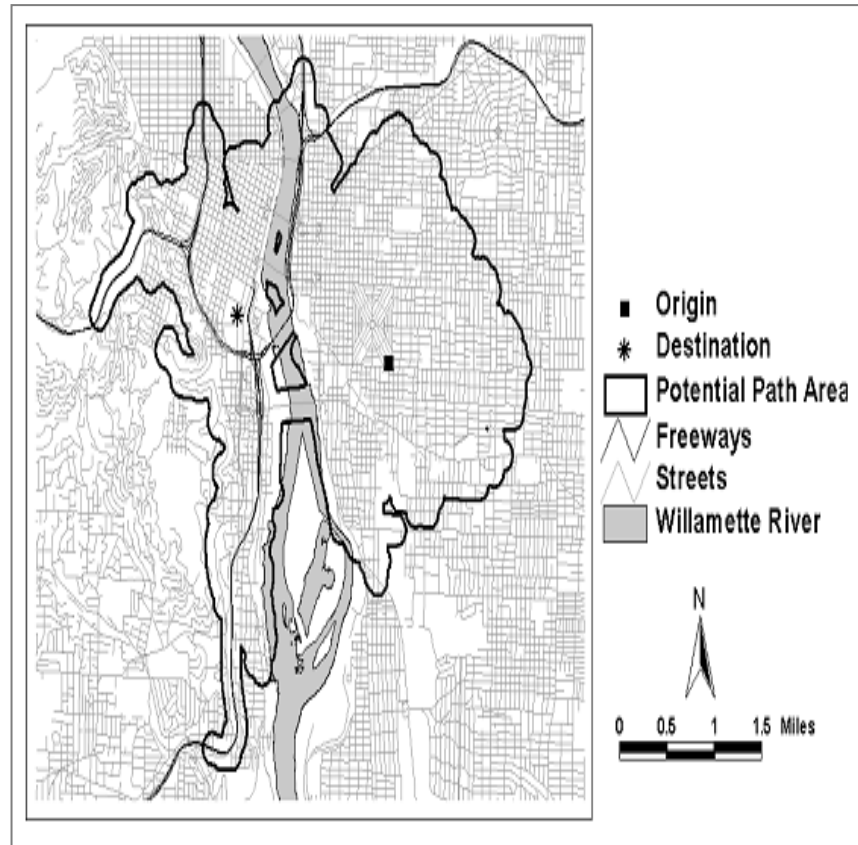 Origin
Destination
Potential Path Area
Freeways
Streets
Willamette River
N
0 0.5 1 1.5 Miles